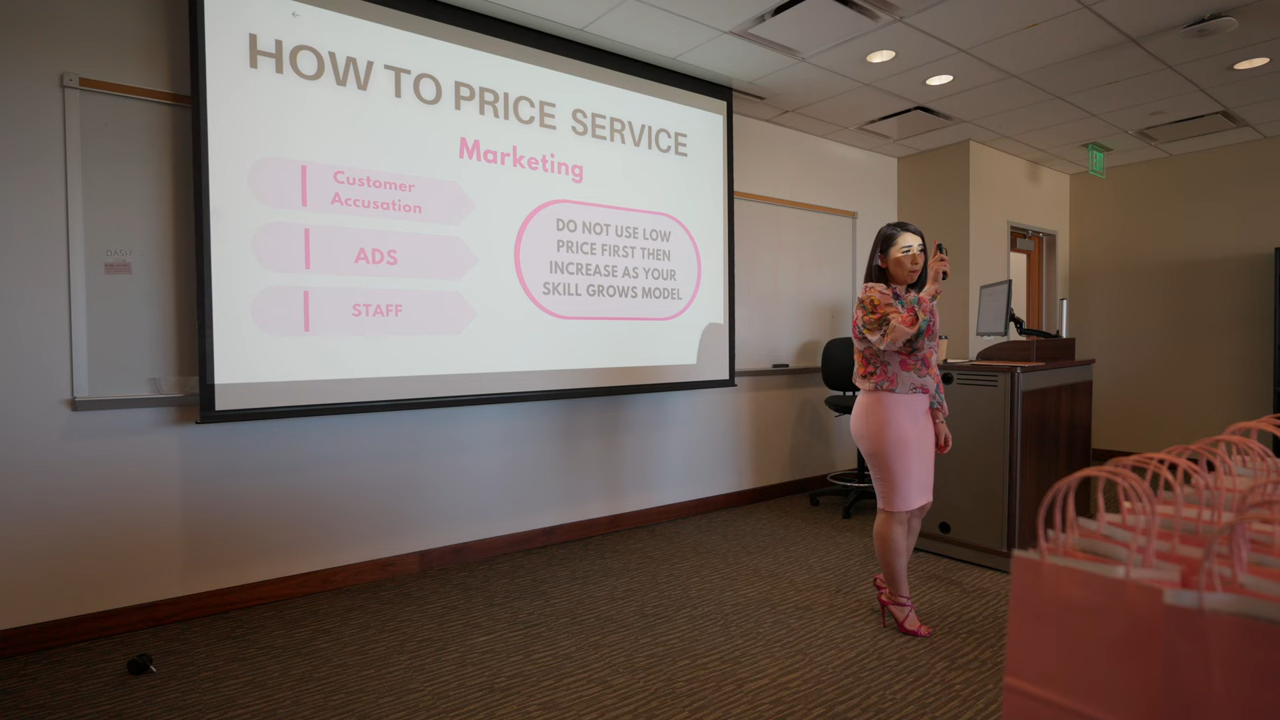 HOW TO PRICE SERVICE
Marketing
Customer
Accusation
ADS
STAFF
DO NOT USE LOW
PRICE FIRST THEN
INCREASE AS YOUR
SKILL GROWS MODEL
DASH